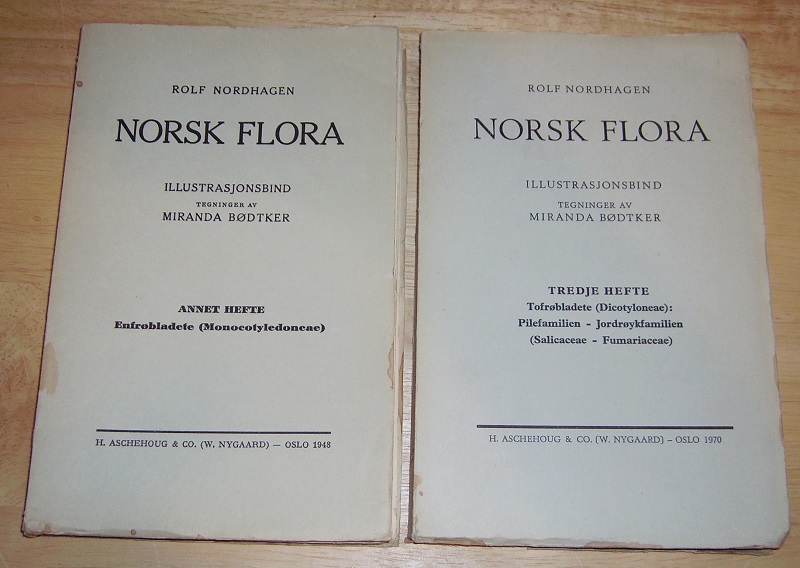 ROLF NORDHAGEN
NORSK FLORA
ILLUSTRASJONSBIND
TEGNINGER AV
MIRANDA BØDTKER
ANNET HEFTE
Enfrøbladete (Monocotyledoneae)
H. ASCHEHOUG & CO. (W. NYGAARD) — OSLO 1948
ROLF NORDHAGEN
NORSK FLORA
ILLUSTRASJONSBIND
TEGNINGER AV
MIRANDA BØDTKER
TREDJE HEFTE
Tofrøbladete (Dicotyloneae):
Pilefamilien – Jordrøykfamilien
(Salicaceae – Fumariaceae)
H. ASCHEHOUG & CO. (W. NYGAARD) – OSLO 1970